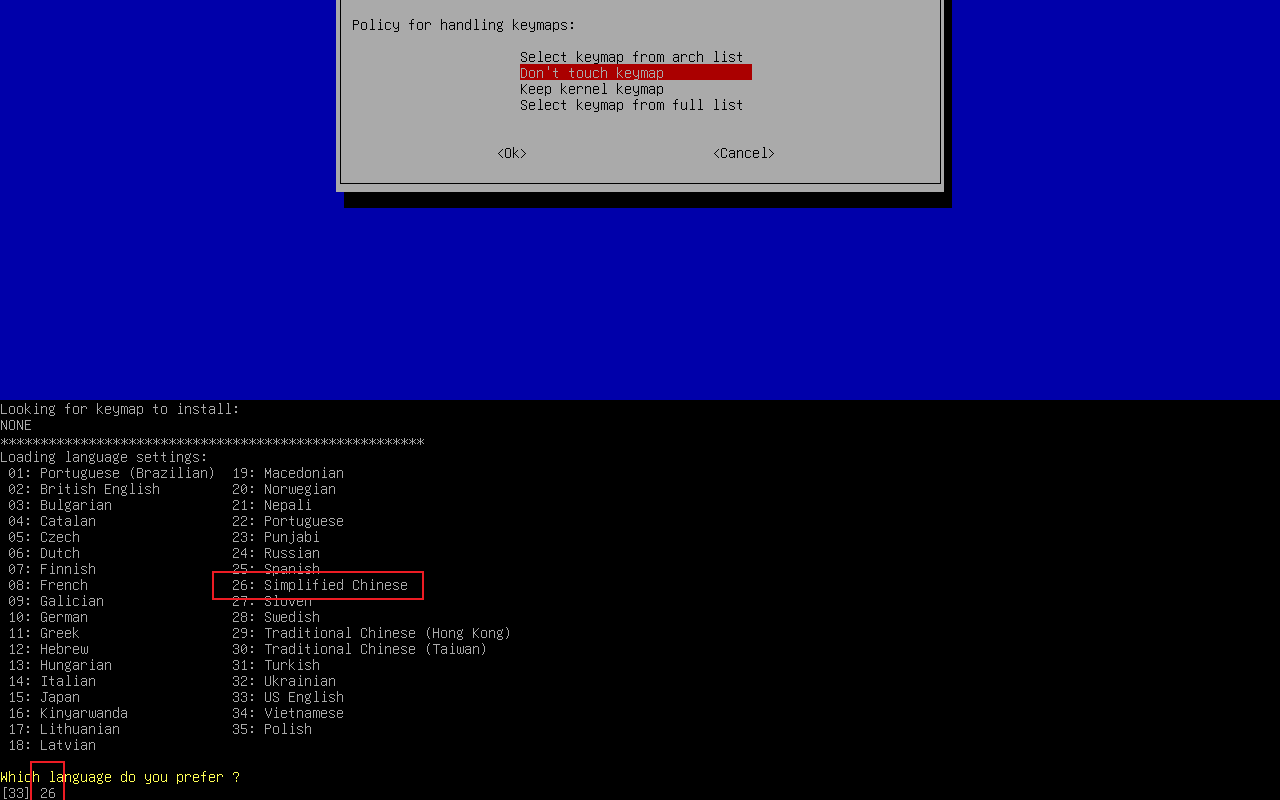 Policy for handling keymaps:
Select keymap from arch list
Don't touch keymap
Keep kernel keymap
Select keymap from full list
<Ok> <Cancel>
Looking for keymap to install:
NONE
*****************************************************
Loading language settings:
01: Portuguese (Brazilian) 19: Macedonian
02: British English 20: Norwegian
03: Bulgarian 21: Nepali
04: Catalan 22: Portuguese
05: Czech 23: Punjabi
06: Dutch 24: Russian
07: Finnish 25: Spanish
08: French 26: Simplified Chinese
09: Galician 27: Sloven
10: German 28: Swedish
11: Greek 29: Traditional Chinese (Hong Kong)
12: Hebrew 30: Traditional Chinese (Taiwan)
13: Hungarian 31: Turkish
14: Italian 32: Ukrainian
15: Japan 33: US English
16: Kinyarwanda 34: Vietnamese
17: Lithuanian 35: Polish
18: Latvian
Which language do you prefer ?
[33] 26